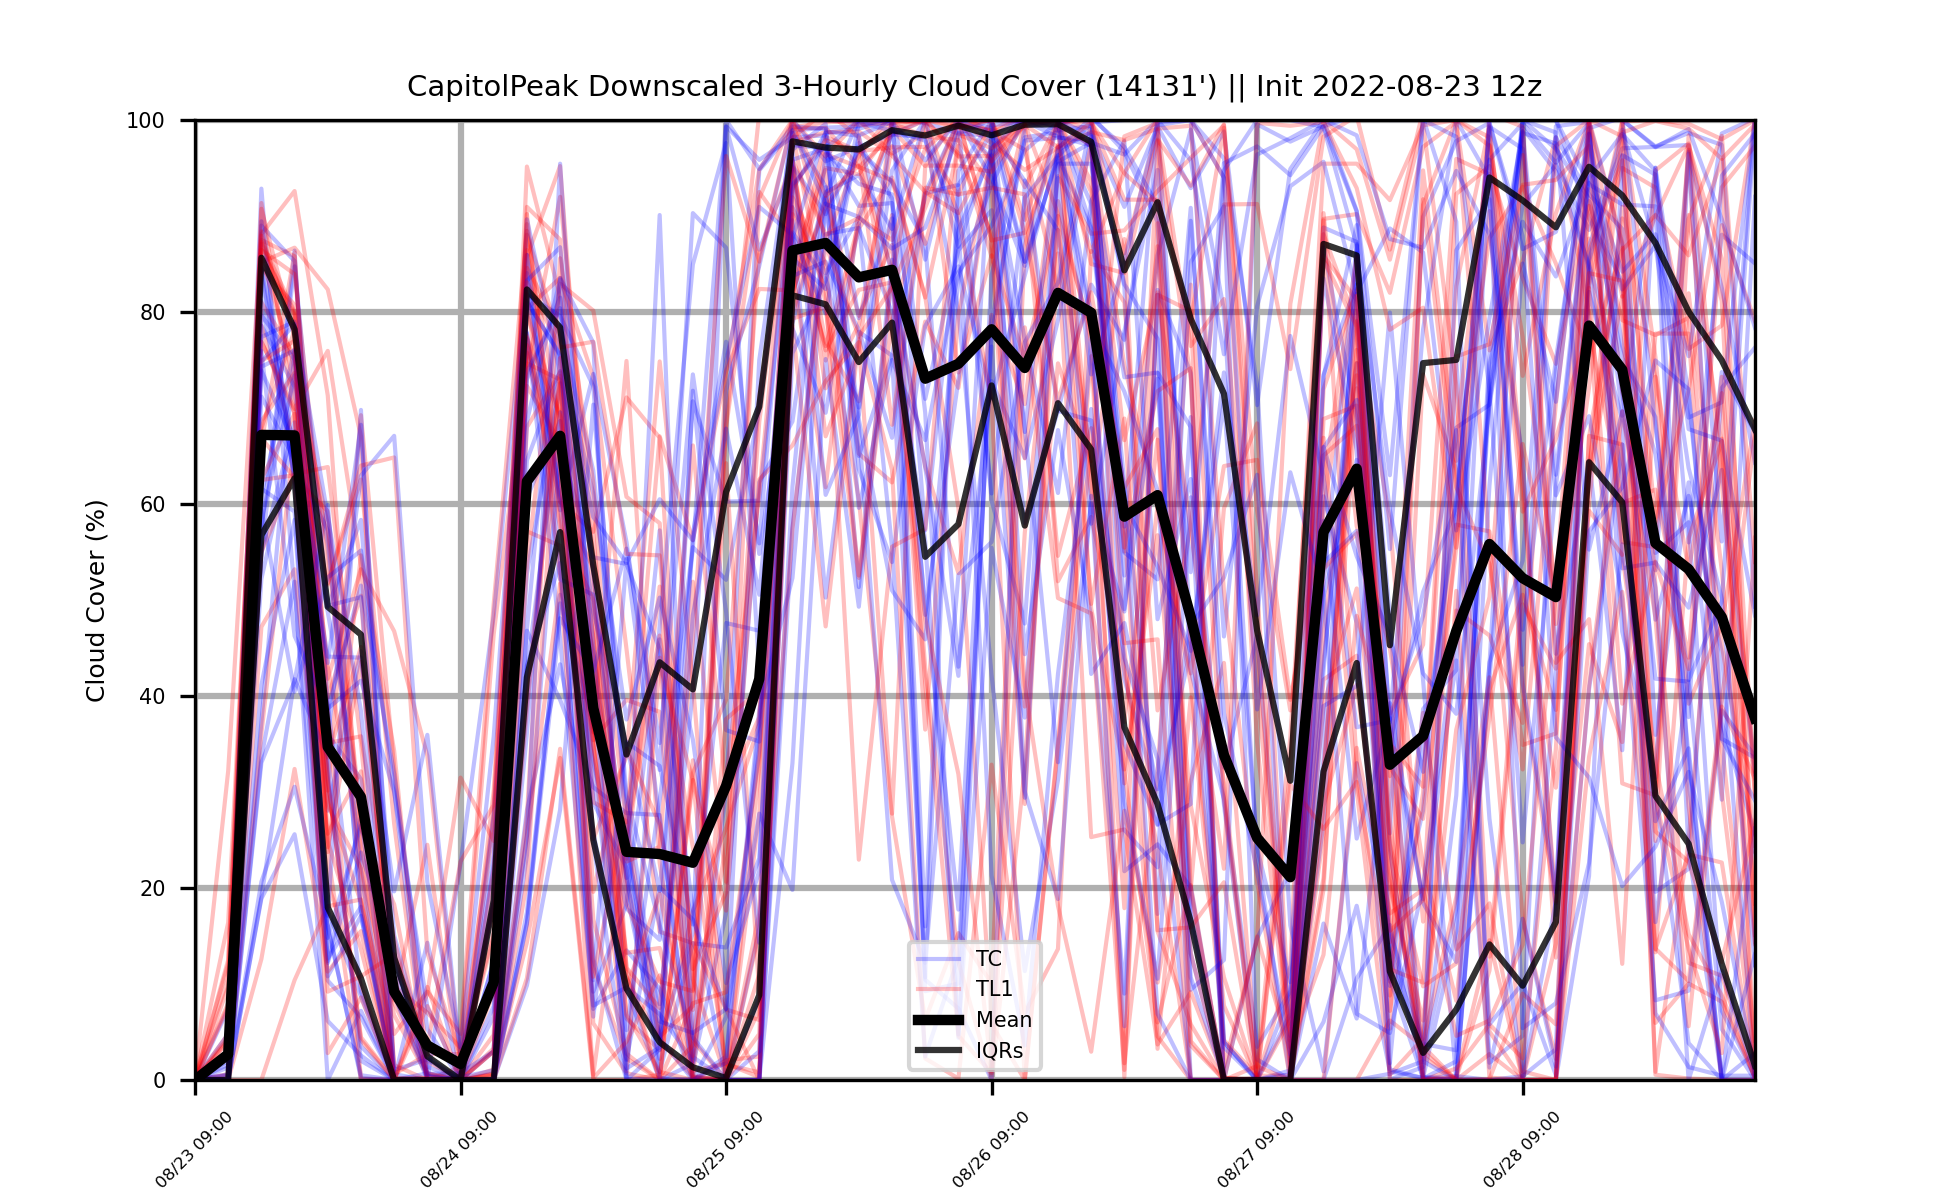 CapitolPeak Downscaled 3-Hourly Cloud Cover (14131') || Init 2022-08-23 12z
Cloud Cover (%)
100
80
60
40
20
0
TC
TL1
Mean
IQRs
08/23 09:00
08/24 09:00
08/25 09:00
08/26 09:00
08/27 09:00
08/28 09:00